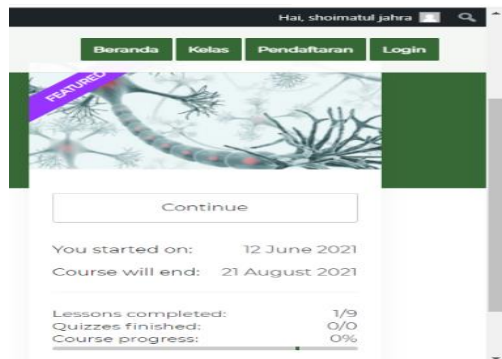 Hai, shoimatul jahra
Beranda Kelas Pendaftaran Login
FEATURED
Continue
You started on: 12 June 2021
Course will end: 21 August 2021
Lessons completed: 1/9
Quizzes finished: 0/0
Course progress: 0%